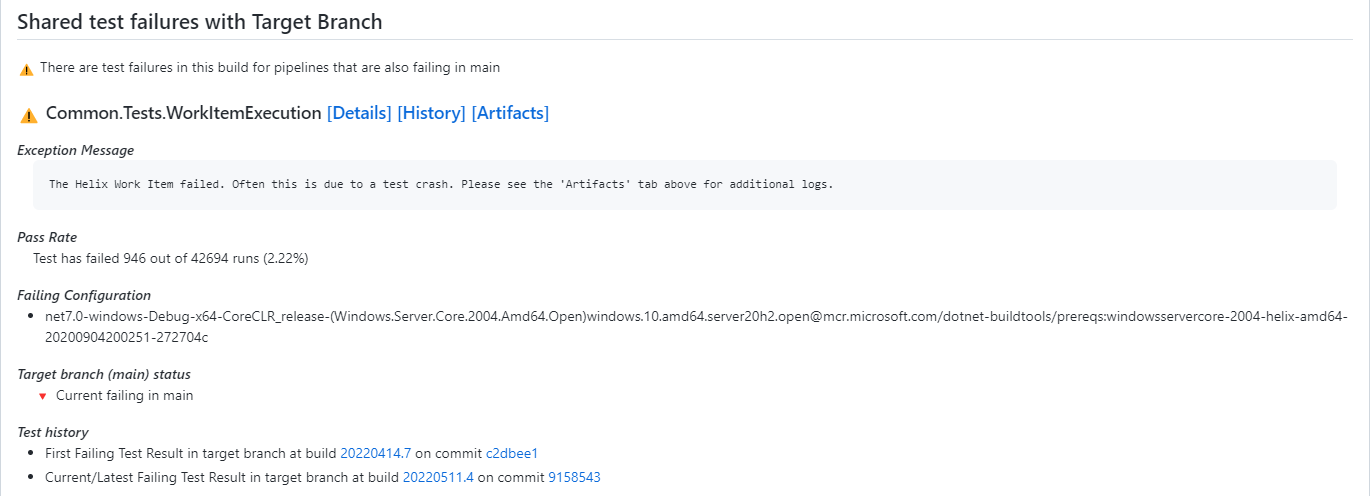 Shared test failures with Target Branch
There are test failures in this build for pipelines that are also failing in main
Common.Tests.WorkItemExecution [Details] [History] [Artifacts]
Exception Message
The Helix Work Item failed. Often this is due to a test crash. Please see the 'Artifacts' tab above for additional logs.
Pass Rate
Test has failed 946 out of 42694 runs (2.22%)
Failing Configuration
net7.0-windows-Debug-x64-CoreCLR_release-(Windows.Server.Core.2004.Amd64.Open)windows.10.amd64.server20h2.open@mcr.microsoft.com/dotnet-buildtools/prereqs:windowsservercore-2004-helix-amd64-
20200904200251-272704c
Target branch (main) status
Current failing in main
Test history
First Failing Test Result in target branch at build 20220414.7 on commit c2dbee1
Current/Latest Failing Test Result in target branch at build 20220511.4 on commit 9158543